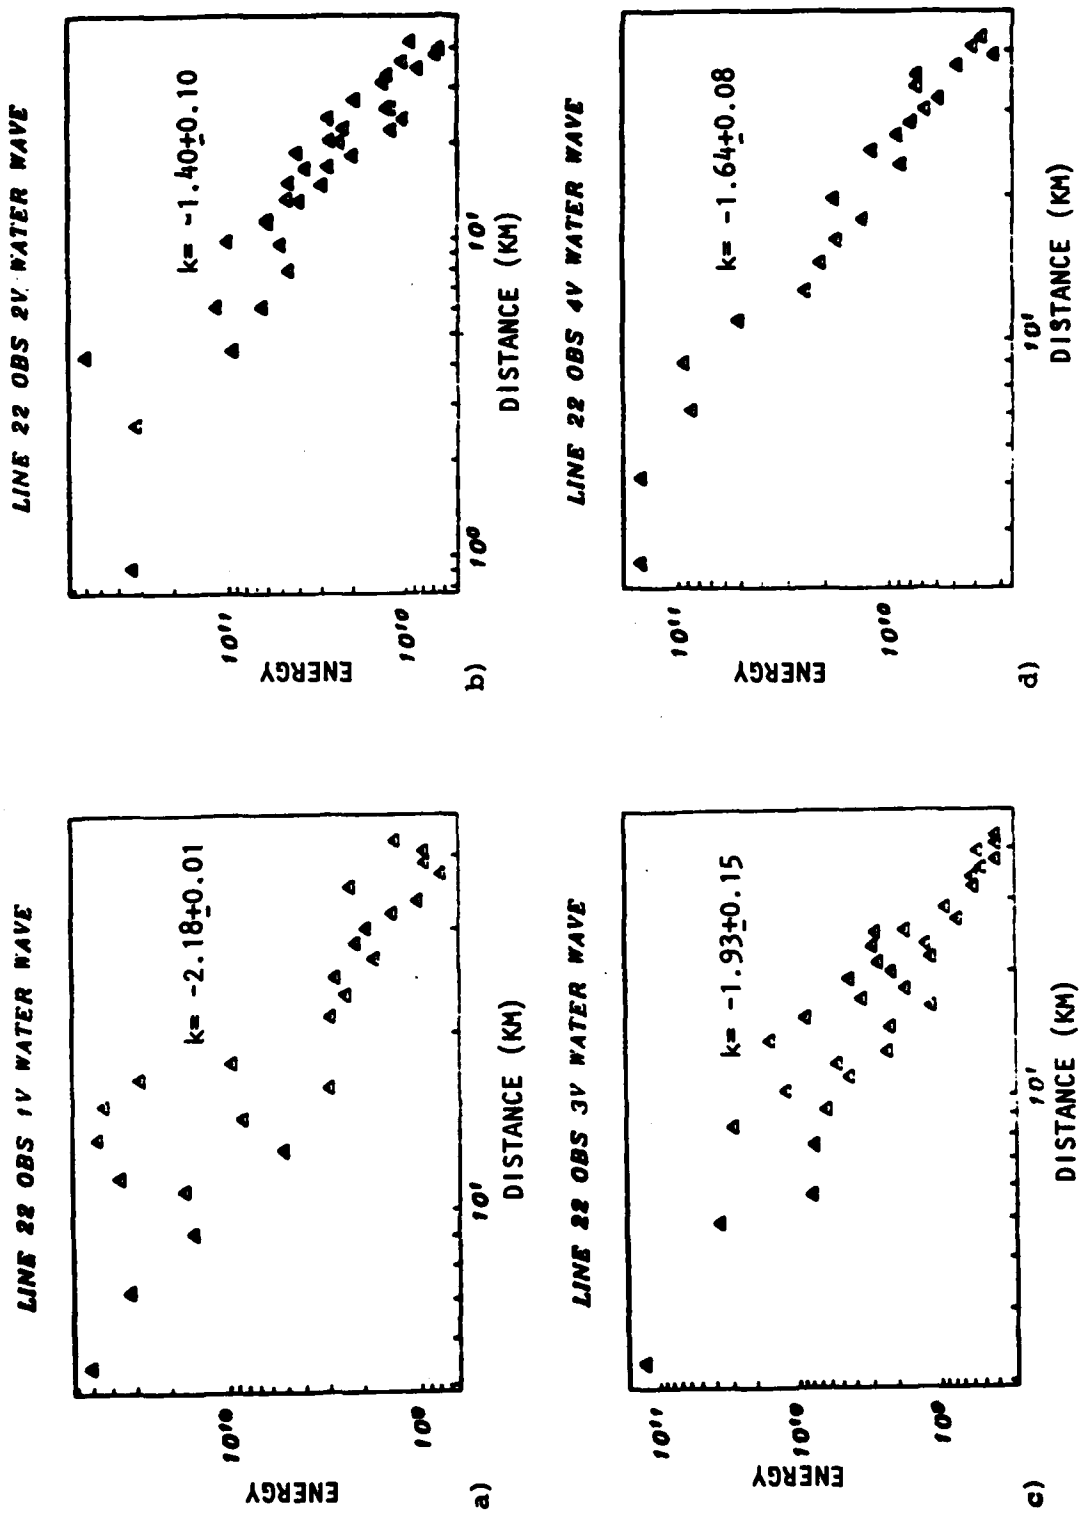 LINE 22 OBS 1V WATER WAVE
k= -2.18±0.01
10¹⁰
10⁹
ENERGY
10¹
DISTANCE (KM)
a)
LINE 22 OBS 2V WATER WAVE
k= -1.40±0.10
10¹¹
10¹⁰
ENERGY
10⁰
10¹
DISTANCE (KM)
b)
LINE 22 OBS 3V WATER WAVE
k= -1.93±0.15
10¹¹
10¹⁰
10⁹
ENERGY
10¹
DISTANCE (KM)
c)
LINE 22 OBS 4V WATER WAVE
k= -1.64±0.08
10¹¹
10¹⁰
ENERGY
10¹
DISTANCE (KM)
d)